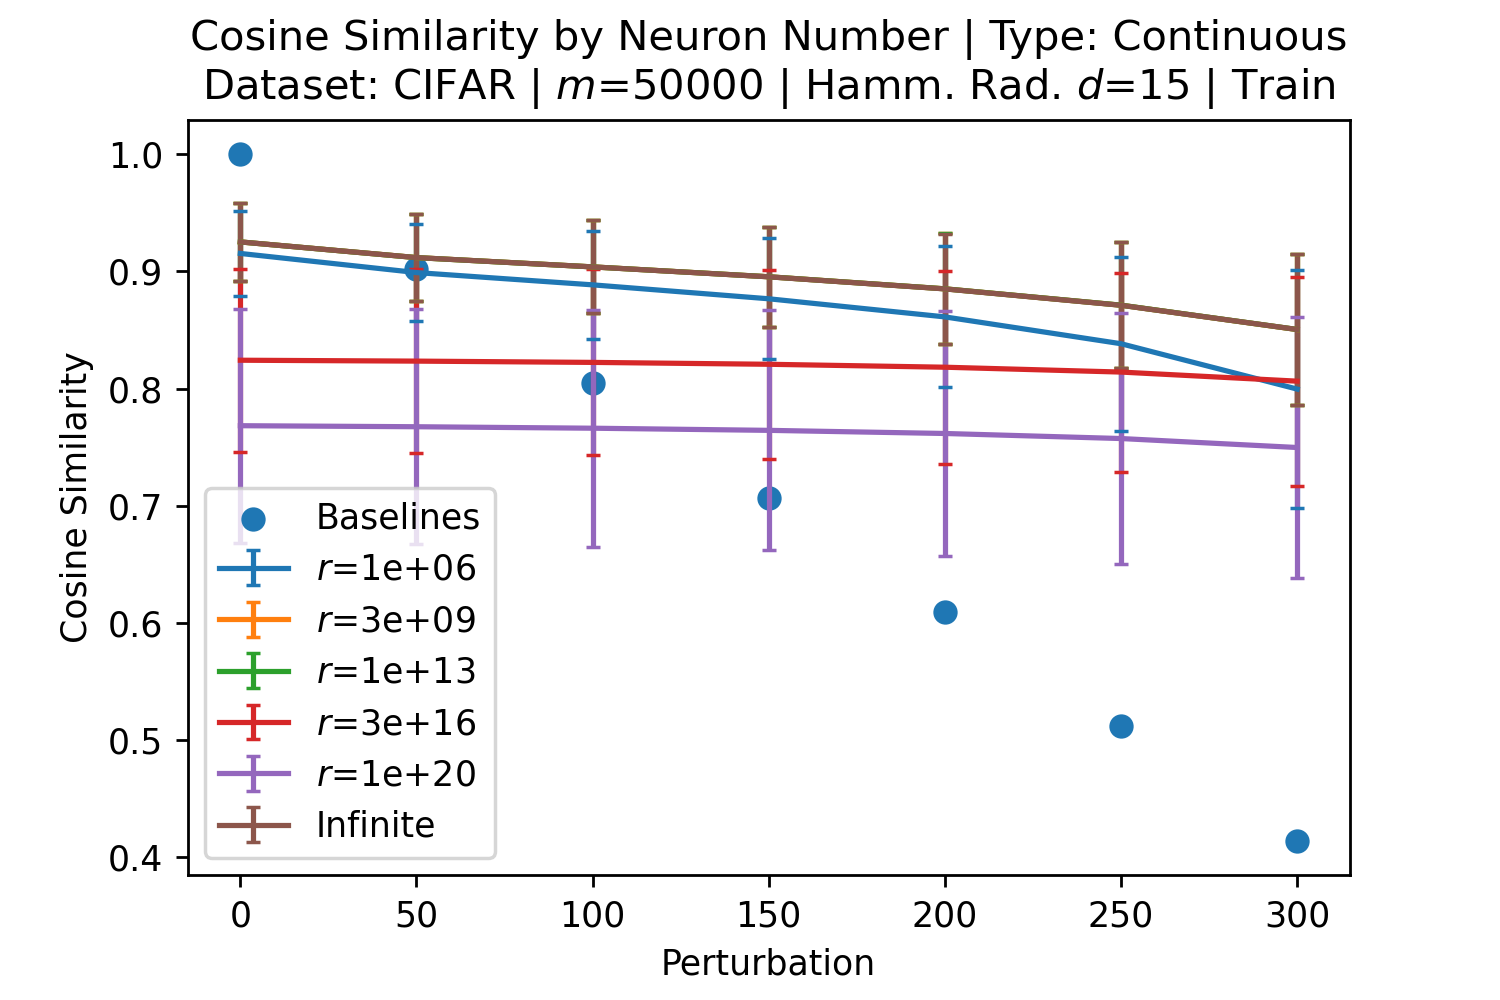 Cosine Similarity by Neuron Number | Type: Continuous
Dataset: CIFAR | m=50000 | Hamm. Rad. d=15 | Train
Cosine Similarity
1.0
0.9
0.8
0.7
0.6
0.5
0.4
Baselines
r=1e+06
r=3e+09
r=1e+13
r=3e+16
r=1e+20
Infinite
0 50 100 150 200 250 300
Perturbation